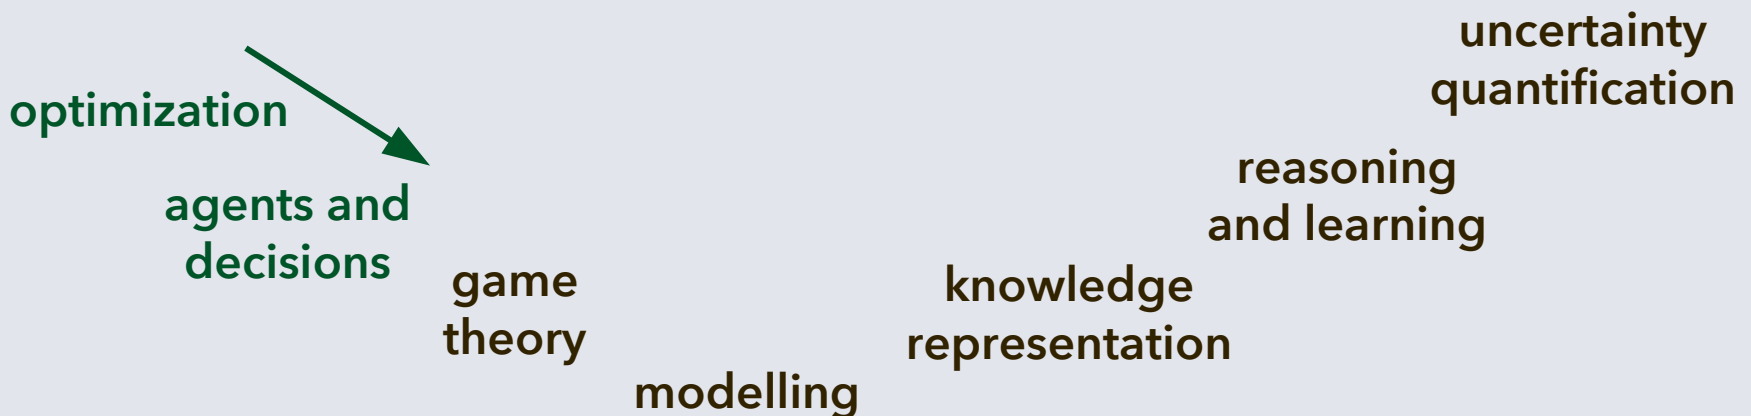 optimization
agents and
decisions
game
theory
modelling
knowledge
representation
reasoning
and learning
uncertainty
quantification